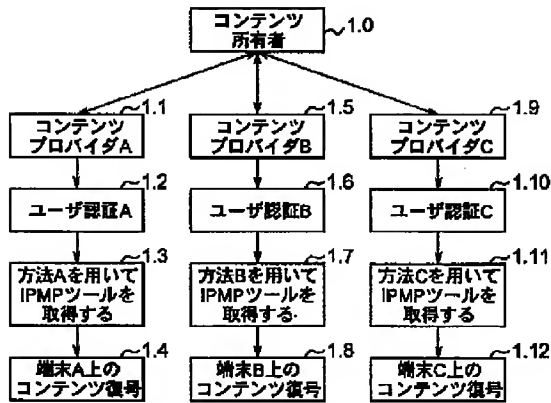 コンテンツ
所有者
1.0
1.1
コンテンツ
プロバイダA
1.5
コンテンツ
プロバイダB
1.9
コンテンツ
プロバイダC
1.2
ユーザ認証A
1.6
ユーザ認証B
1.10
ユーザ認証C
1.3
方法Aを用いて
IPMPツールを
取得する
1.7
方法Bを用いて
IPMPツールを
取得する
1.11
方法Cを用いて
IPMPツールを
取得する
1.4
端末A上の
コンテンツ復号
1.8
端末B上の
コンテンツ復号
1.12
端末C上の
コンテンツ復号